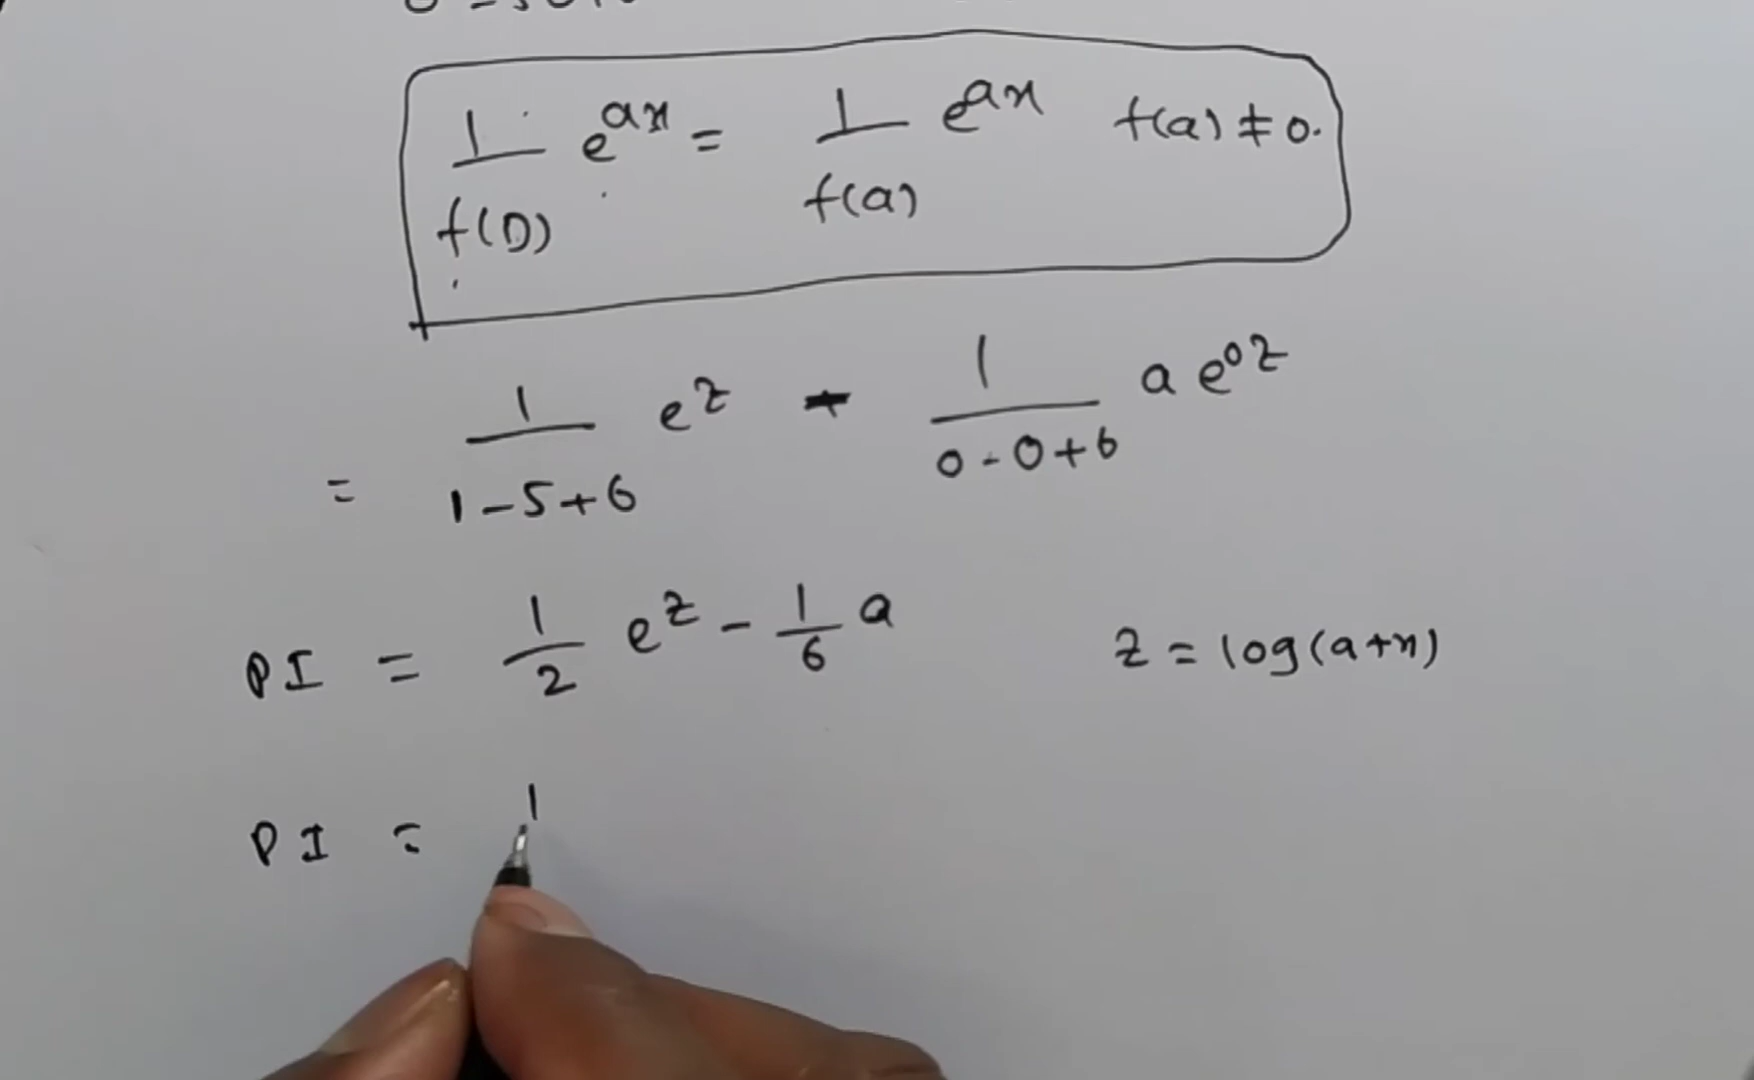 1/f(D) e^{ax} = 1/f(a) e^{ax} f(a) ≠ 0.
= 1/(1-5+6) e^z - 1/(0-0+6) a e^{0z}
PI = 1/2 e^z - 1/6 a z = log(a+x)
PI = 1